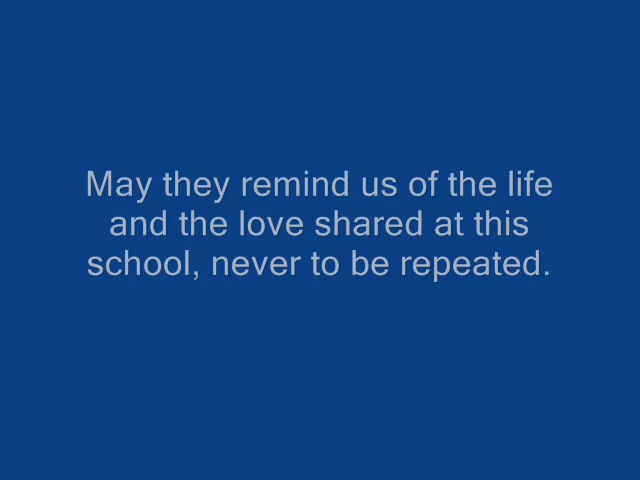 May they remind us of the life
and the love shared at this
school, never to be repeated.